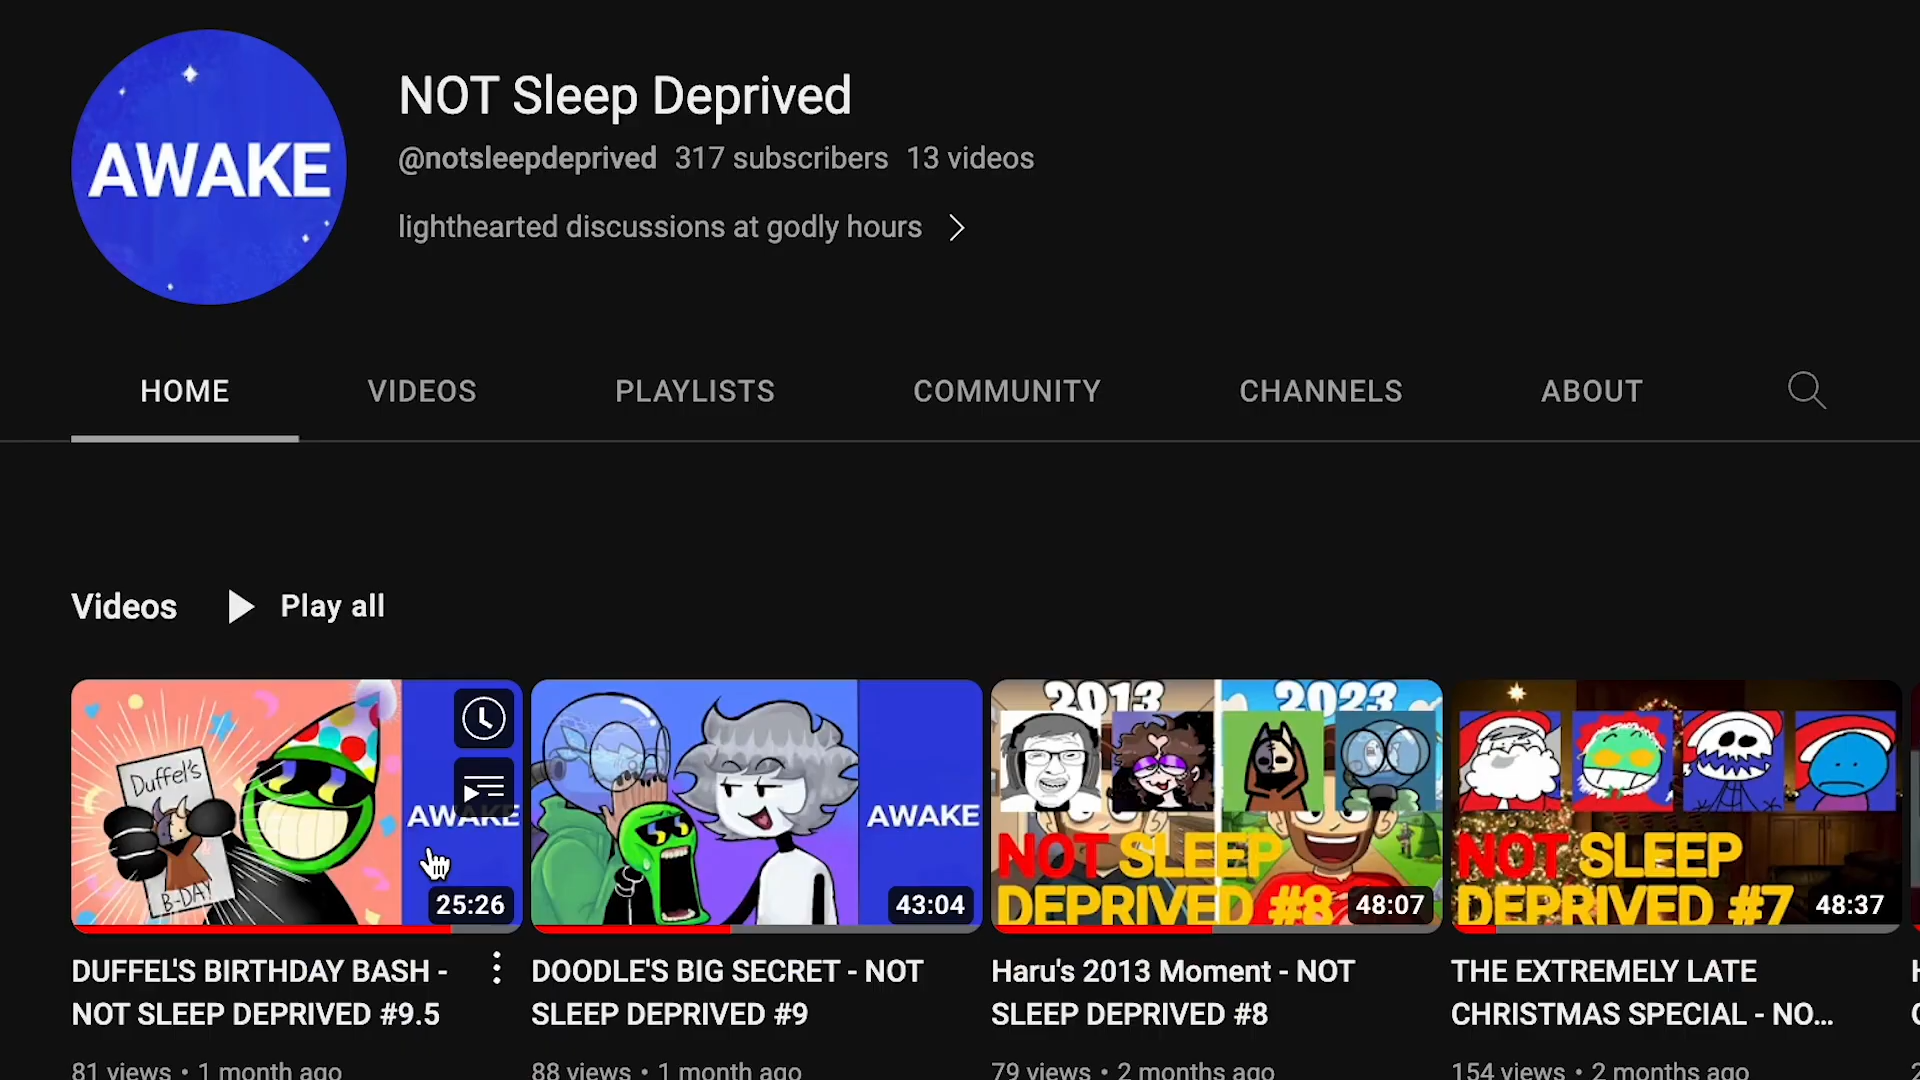 AWAKE
NOT Sleep Deprived
@notsleepdeprived 317 subscribers 13 videos
lighthearted discussions at godly hours
HOME VIDEOS PLAYLISTS COMMUNITY CHANNELS ABOUT
Videos Play all
Duffel's
B-DAY
AWAKE
25:26
AWAKE
43:04
2013 2023
NOT SLEEP
DEPRIVED #8
48:07
NOT SLEEP
DEPRIVED #7
48:37
DUFFEL'S BIRTHDAY BASH -
NOT SLEEP DEPRIVED #9.5
81 views • 1 month ago
DOODLE'S BIG SECRET - NOT
SLEEP DEPRIVED #9
88 views • 1 month ago
Haru's 2013 Moment - NOT
SLEEP DEPRIVED #8
79 views • 2 months ago
THE EXTREMELY LATE
CHRISTMAS SPECIAL - NO...
154 views • 2 months ago